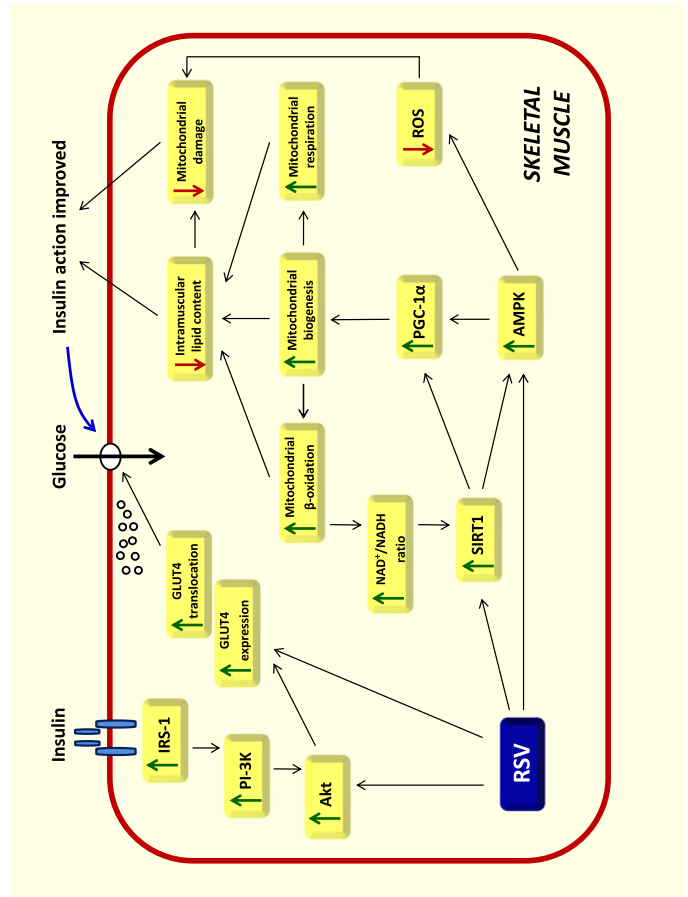 Insulin
Glucose
Insulin action improved
IRS-1
PI-3K
Akt
GLUT4
translocation
GLUT4
expression
Intramuscular
lipid content
Mitochondrial
damage
Mitochondrial
β-oxidation
Mitochondrial
biogenesis
Mitochondrial
respiration
NAD⁺/NADH
ratio
PGC-1α
ROS
SIRT1
AMPK
RSV
SKELETAL
MUSCLE